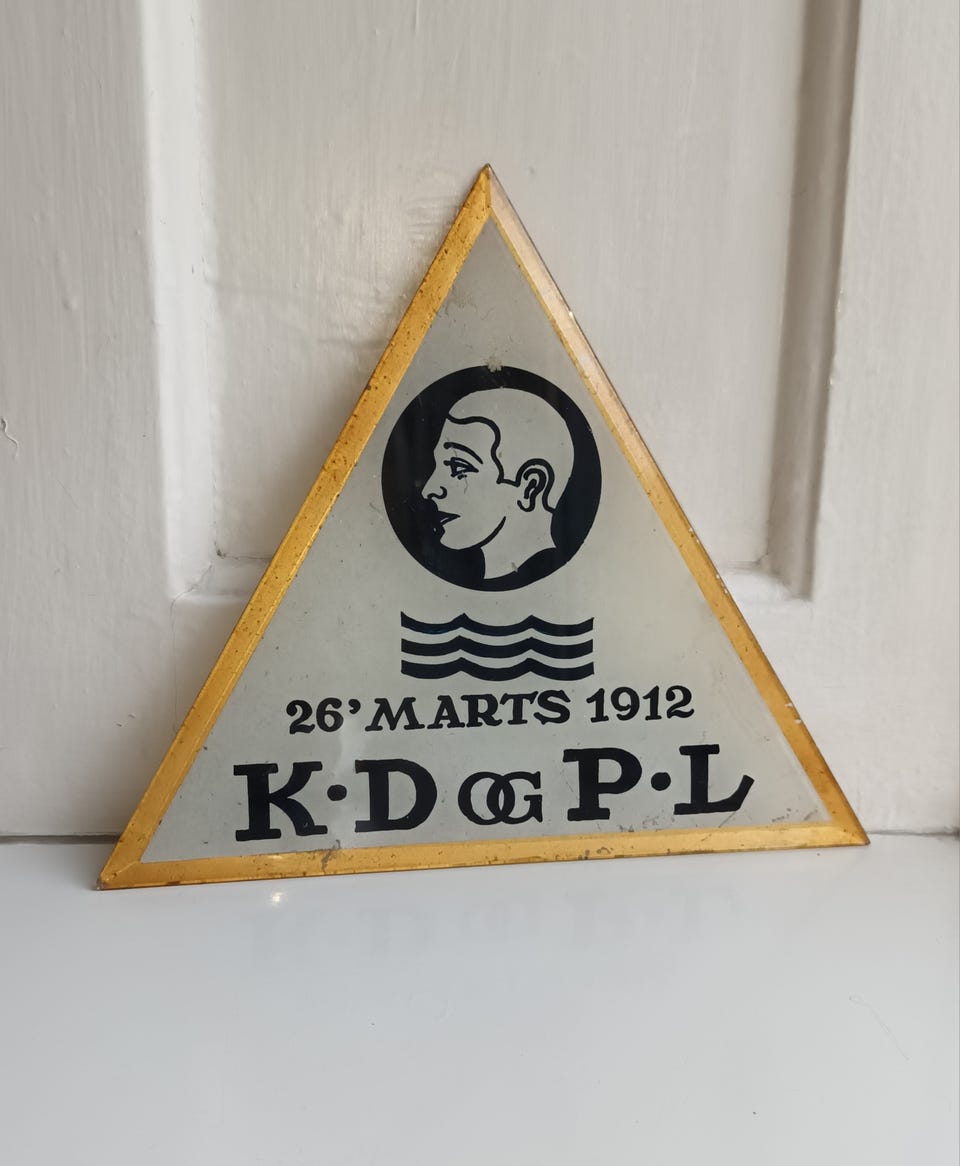 26' MARTS 1912
K·D OG P·L